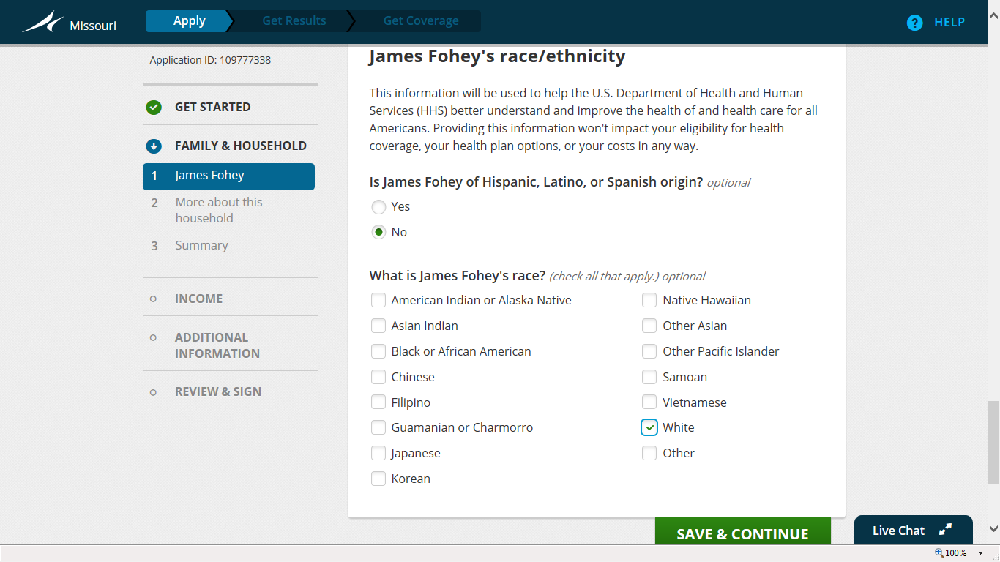 Missouri
Apply
Get Results
Get Coverage
? HELP
Application ID: 109777338
GET STARTED
FAMILY & HOUSEHOLD
1 James Fohey
2 More about this
household
3 Summary
INCOME
ADDITIONAL
INFORMATION
REVIEW & SIGN
James Fohey's race/ethnicity
This information will be used to help the U.S. Department of Health and Human
Services (HHS) better understand and improve the health of and health care for all
Americans. Providing this information won't impact your eligibility for health
coverage, your health plan options, or your costs in any way.
Is James Fohey of Hispanic, Latino, or Spanish origin? optional
Yes
No
What is James Fohey's race? (check all that apply.) optional
American Indian or Alaska Native
Asian Indian
Black or African American
Chinese
Filipino
Guamanian or Charmorro
Japanese
Korean
Native Hawaiian
Other Asian
Other Pacific Islander
Samoan
Vietnamese
White
Other
SAVE & CONTINUE
Live Chat
100%